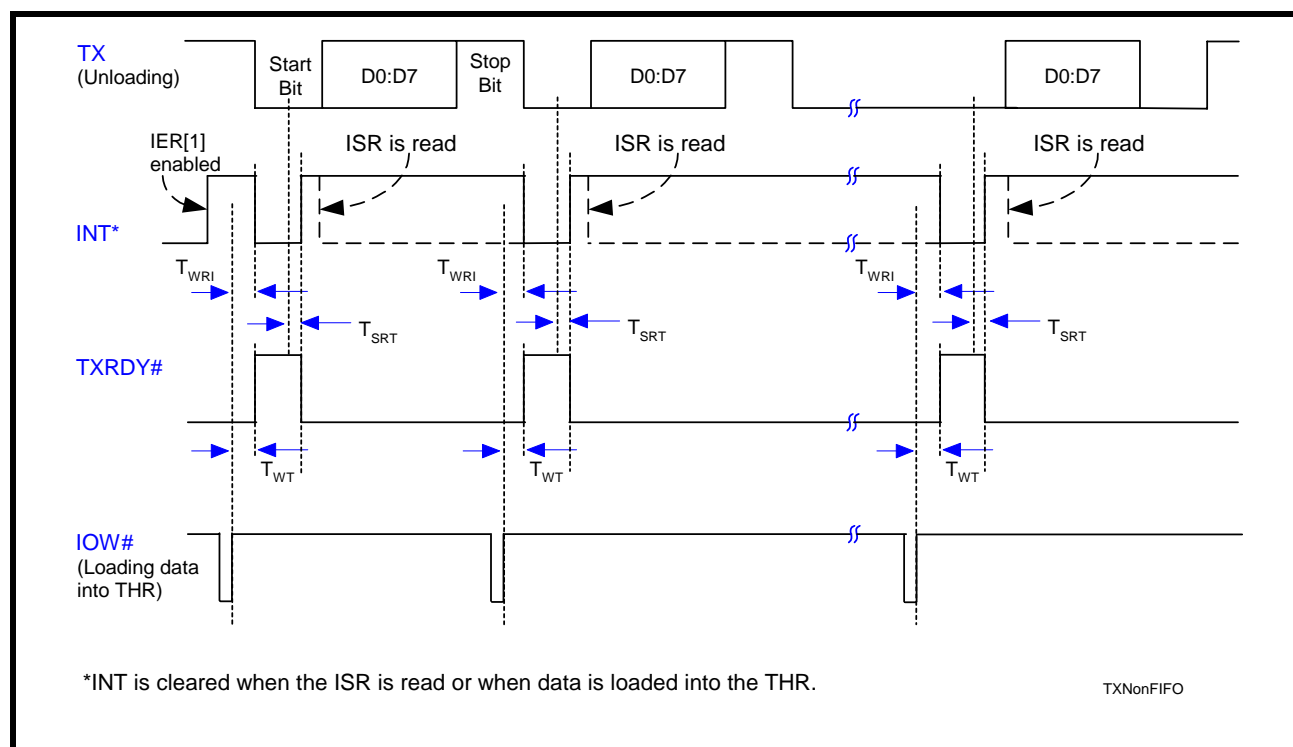 TX
(Unloading)
Start
Bit
D0:D7
Stop
Bit
D0:D7
D0:D7
IER[1]
enabled
ISR is read
ISR is read
ISR is read
INT*
TWRI
TWRI
TWRI
TSRT
TSRT
TSRT
TXRDY#
TWT
TWT
TWT
IOW#
(Loading data
into THR)
*INT is cleared when the ISR is read or when data is loaded into the THR.
TXNonFIFO